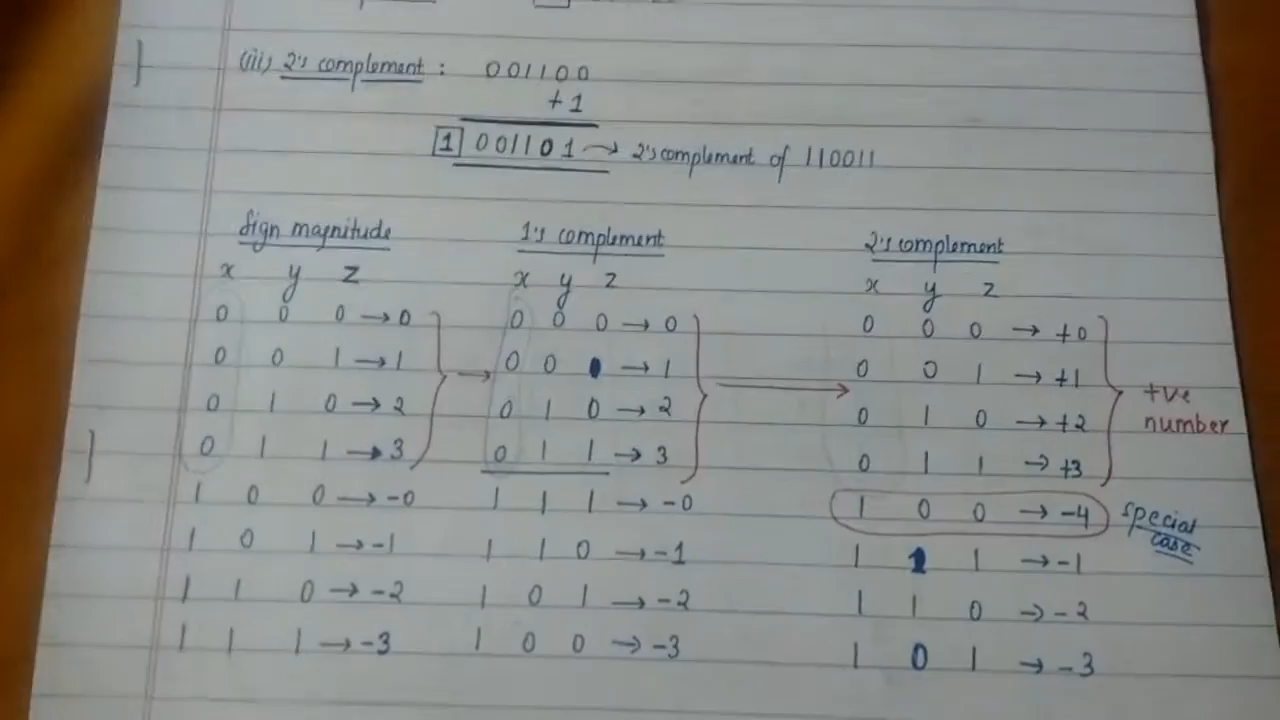 (iii) 2's complement : 001100
+1
1 001101 → 2's complement of 110011
Sign magnitude 1's complement 2's complement
x y z x y z x y z
0 0 0 → 0 0 0 0 → 0 0 0 0 → +0
0 0 1 → 1 0 0 → 1 0 0 1 → +1
0 1 0 → 2 0 1 0 → 2 0 1 0 → +2 +ve number
0 1 1 → 3 0 1 1 → 3 0 1 1 → +3
1 0 0 → -0 1 1 1 → -0 1 0 0 → -4 special case
1 0 1 → -1 1 1 0 → -1 1 1 1 → -1
1 1 0 → -2 1 0 1 → -2 1 1 0 → -2
1 1 1 → -3 1 0 0 → -3 1 0 1 → -3